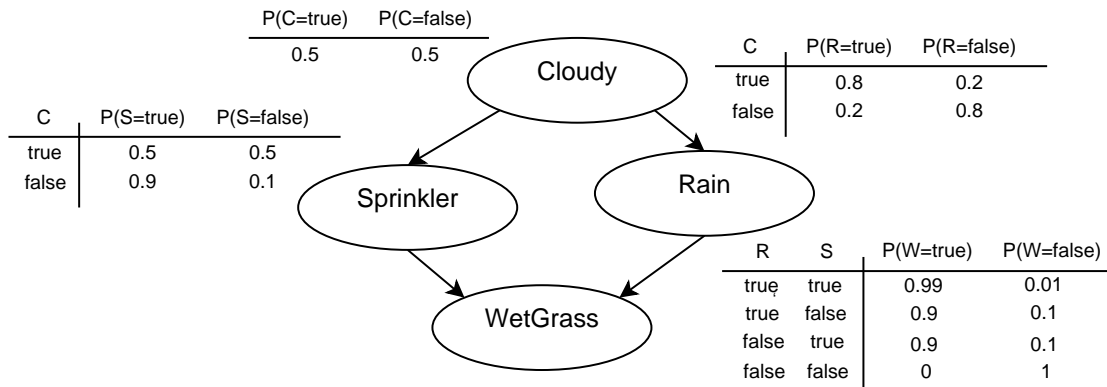 P(C=true) P(C=false)
0.5 0.5
Cloudy
C P(R=true) P(R=false)
true 0.8 0.2
false 0.2 0.8
C P(S=true) P(S=false)
true 0.5 0.5
false 0.9 0.1
Sprinkler
Rain
R S P(W=true) P(W=false)
true true 0.99 0.01
true false 0.9 0.1
false true 0.9 0.1
false false 0 1
WetGrass